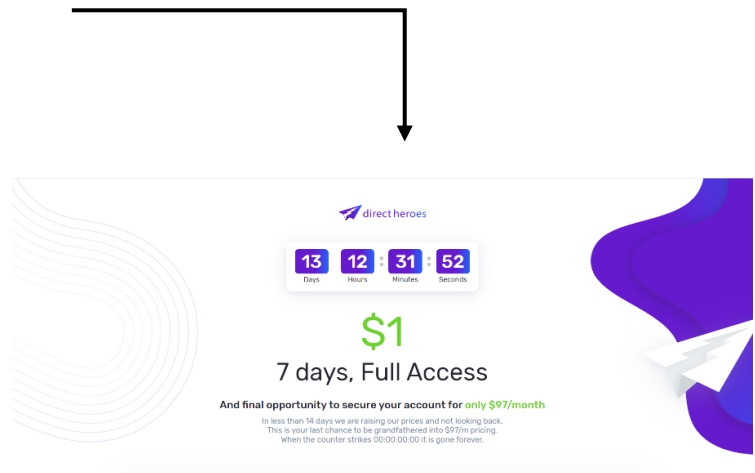 direct heroes
13 12 : 31 : 52
Days Hours Minutes Seconds
$1
7 days, Full Access
And final opportunity to secure your account for only $97/month
In less than 14 days we are raising our prices and not looking back.
This is your last chance to be grandfathered into $97/m pricing.
When the counter strikes 00:00:00:00 it is gone forever.